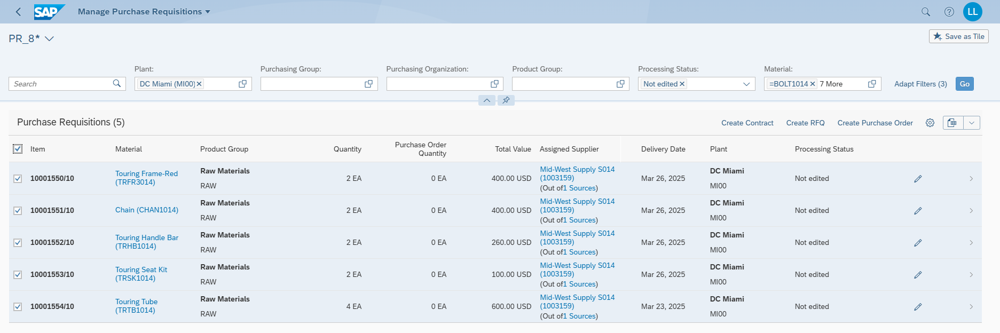 SAP Manage Purchase Requisitions LL
PR_8* Save as Tile
Plant: Purchasing Group: Purchasing Organization: Product Group: Processing Status: Material:
Search DC Miami (MI00) Not edited =BOLT1014 7 More Adapt Filters (3) Go
Purchase Requisitions (5) Create Contract Create RFQ Create Purchase Order
Item Material Product Group Quantity Purchase Order Quantity Total Value Assigned Supplier Delivery Date Plant Processing Status
10001550/10 Touring Frame-Red (TRFR3014) Raw Materials RAW 2 EA 0 EA 400.00 USD Mid-West Supply S014 (1003159) (Out of1 Sources) Mar 26, 2025 DC Miami MI00 Not edited
10001551/10 Chain (CHAN1014) Raw Materials RAW 2 EA 0 EA 400.00 USD Mid-West Supply S014 (1003159) (Out of1 Sources) Mar 26, 2025 DC Miami MI00 Not edited
10001552/10 Touring Handle Bar (TRHB1014) Raw Materials RAW 2 EA 0 EA 260.00 USD Mid-West Supply S014 (1003159) (Out of1 Sources) Mar 26, 2025 DC Miami MI00 Not edited
10001553/10 Touring Seat Kit (TRSK1014) Raw Materials RAW 2 EA 0 EA 100.00 USD Mid-West Supply S014 (1003159) (Out of1 Sources) Mar 26, 2025 DC Miami MI00 Not edited
10001554/10 Touring Tube (TRTB1014) Raw Materials RAW 4 EA 0 EA 600.00 USD Mid-West Supply S014 (1003159) (Out of1 Sources) Mar 23, 2025 DC Miami MI00 Not edited